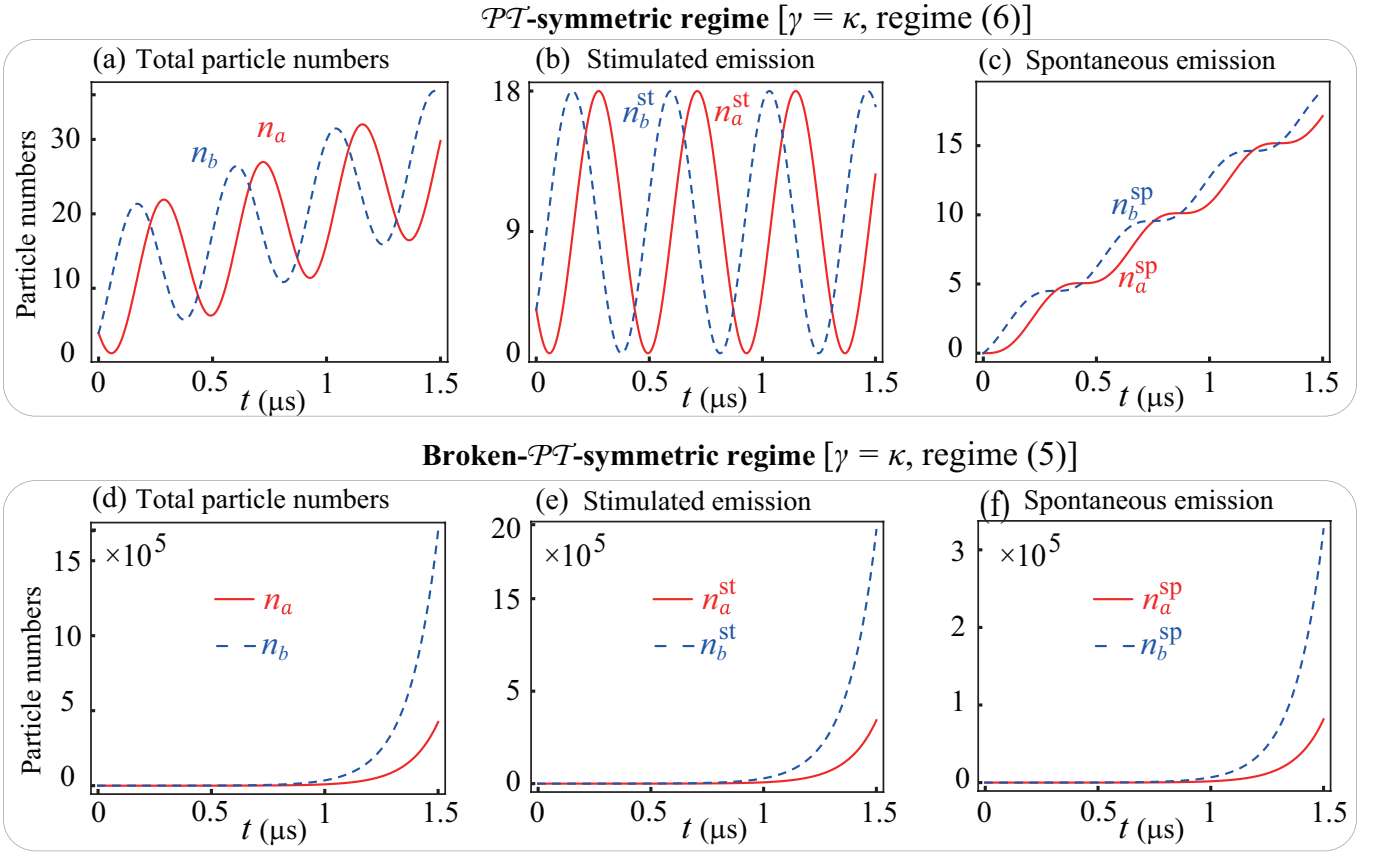 𝒫𝒯-symmetric regime [γ = κ, regime (6)]
(a) Total particle numbers
Particle numbers
30
20
10
0
n_a
n_b
0 0.5 1 1.5
t (μs)
(b) Stimulated emission
18
9
0
n_b^st n_a^st
0 0.5 1 1.5
t (μs)
(c) Spontaneous emission
15
10
5
0
n_b^sp
n_a^sp
0 0.5 1 1.5
t (μs)
Broken-𝒫𝒯-symmetric regime [γ = κ, regime (5)]
(d) Total particle numbers
Particle numbers
×10^5
15
10
5
0
n_a
n_b
0 0.5 1 1.5
t (μs)
(e) Stimulated emission
20
×10^5
15
5
0
n_a^st
n_b^st
0 0.5 1 1.5
t (μs)
(f) Spontaneous emission
×10^5
3
2
1
0
n_a^sp
n_b^sp
0 0.5 1 1.5
t (μs)